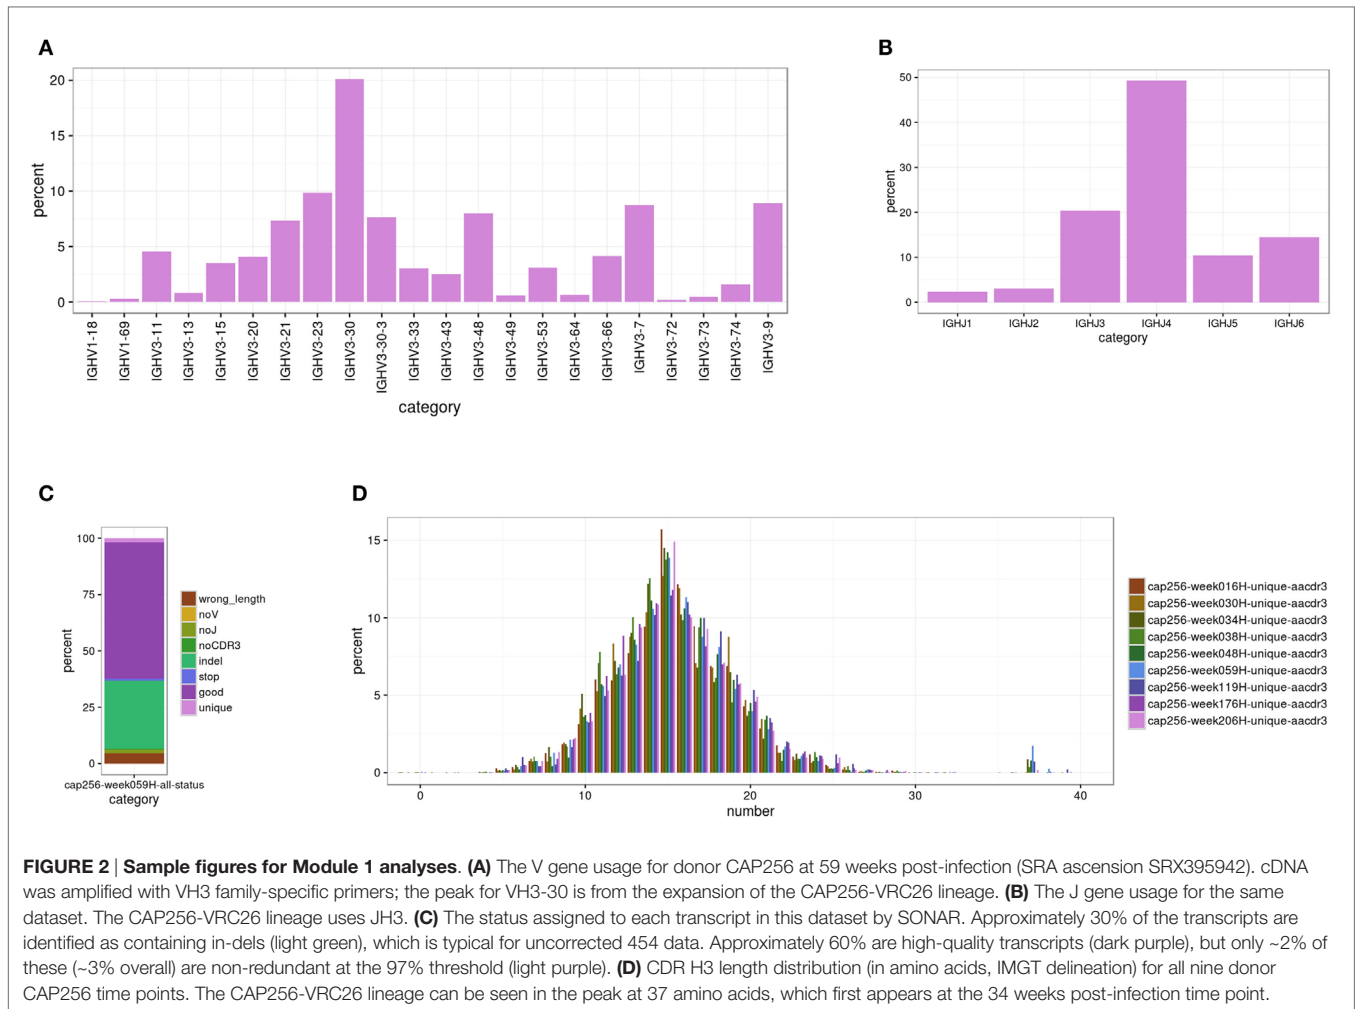 A
percent
20
15
10
5
0
IGHV1-18
IGHV1-69
IGHV3-11
IGHV3-13
IGHV3-15
IGHV3-20
IGHV3-21
IGHV3-23
IGHV3-30
IGHV3-30-3
IGHV3-33
IGHV3-43
IGHV3-48
IGHV3-49
IGHV3-53
IGHV3-64
IGHV3-66
IGHV3-7
IGHV3-72
IGHV3-73
IGHV3-74
IGHV3-9
category
B
percent
50
40
30
20
10
0
IGHJ1
IGHJ2
IGHJ3
IGHJ4
IGHJ5
IGHJ6
category
C
percent
100
75
50
25
0
cap256-week059H-all-status
category
wrong_length
noV
noJ
noCDR3
indel
stop
good
unique
D
percent
15
10
5
0
0
10
20
30
40
number
cap256-week016H-unique-aacdr3
cap256-week030H-unique-aacdr3
cap256-week034H-unique-aacdr3
cap256-week038H-unique-aacdr3
cap256-week048H-unique-aacdr3
cap256-week059H-unique-aacdr3
cap256-week119H-unique-aacdr3
cap256-week176H-unique-aacdr3
cap256-week206H-unique-aacdr3
FIGURE 2 | Sample figures for Module 1 analyses. (A) The V gene usage for donor CAP256 at 59 weeks post-infection (SRA ascension SRX395942). cDNA
was amplified with VH3 family-specific primers; the peak for VH3-30 is from the expansion of the CAP256-VRC26 lineage. (B) The J gene usage for the same
dataset. The CAP256-VRC26 lineage uses JH3. (C) The status assigned to each transcript in this dataset by SONAR. Approximately 30% of the transcripts are
identified as containing in-dels (light green), which is typical for uncorrected 454 data. Approximately 60% are high-quality transcripts (dark purple), but only ~2% of
these (~3% overall) are non-redundant at the 97% threshold (light purple). (D) CDR H3 length distribution (in amino acids, IMGT delineation) for all nine donor
CAP256 time points. The CAP256-VRC26 lineage can be seen in the peak at 37 amino acids, which first appears at the 34 weeks post-infection time point.